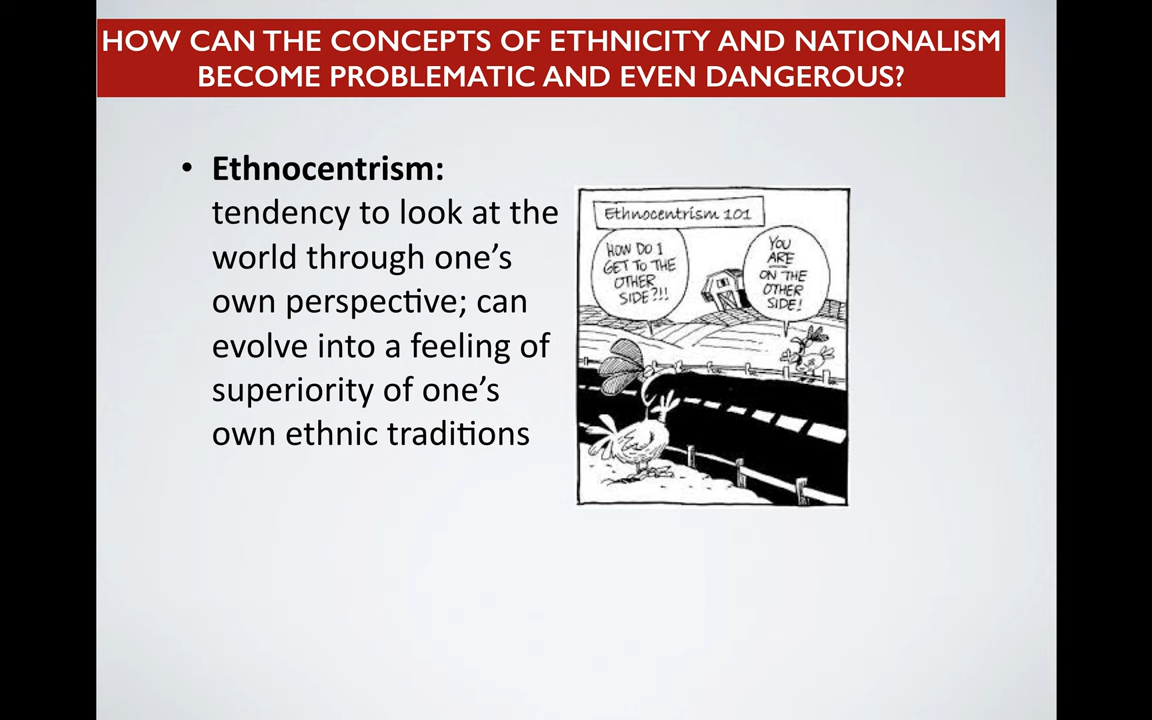 HOW CAN THE CONCEPTS OF ETHNICITY AND NATIONALISM
BECOME PROBLEMATIC AND EVEN DANGEROUS?
• Ethnocentrism:
tendency to look at the
world through one’s
own perspective; can
evolve into a feeling of
superiority of one’s
own ethnic traditions
Ethnocentrism 101
HOW DO I
GET TO THE
OTHER
SIDE?!!
YOU
ARE
ON THE
OTHER
SIDE!